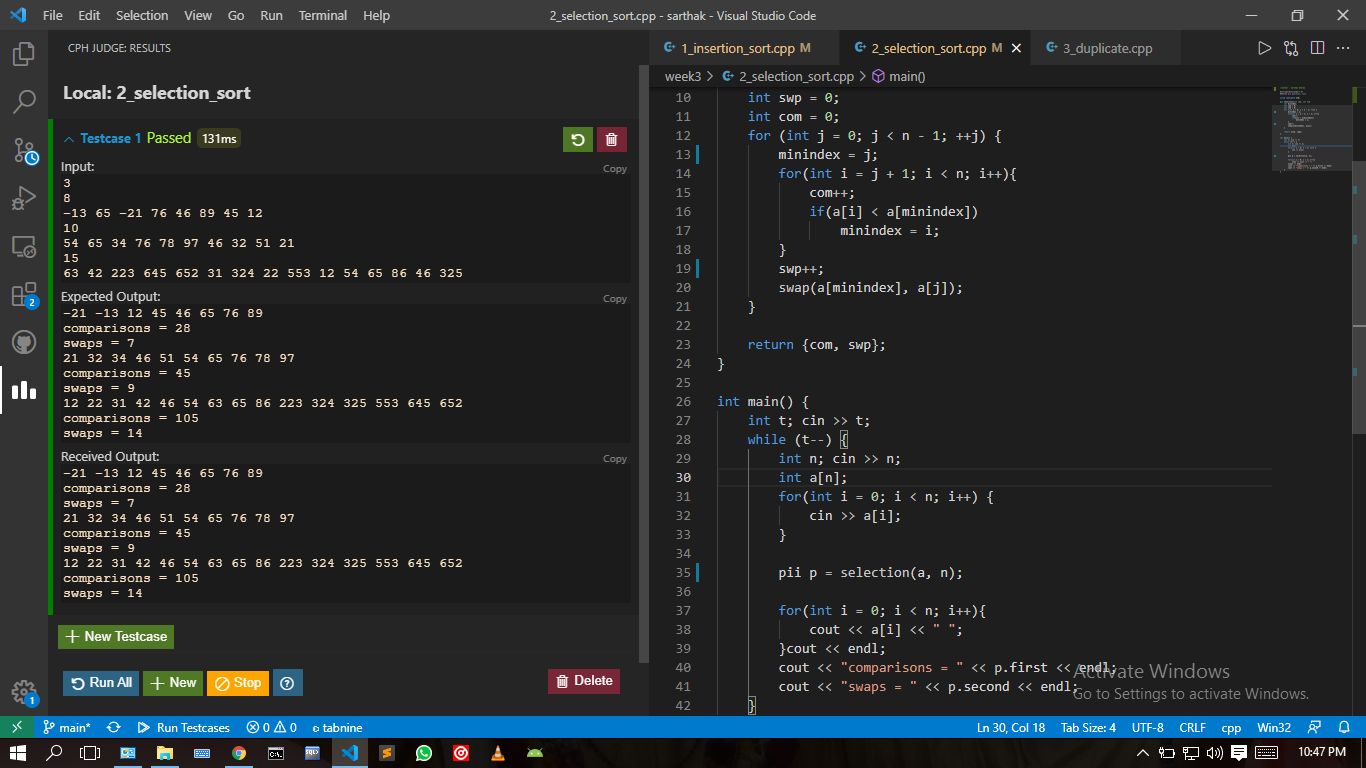 File Edit Selection View Go Run Terminal Help 2_selection_sort.cpp - sarthak - Visual Studio Code
CPH JUDGE: RESULTS
Local: 2_selection_sort
Testcase 1 Passed 131ms
Input:
Copy
3
8
-13 65 -21 76 46 89 45 12
10
54 65 34 76 78 97 46 32 51 21
15
63 42 223 645 652 31 324 22 553 12 54 65 86 46 325
Expected Output:
Copy
-21 -13 12 45 46 65 76 89
comparisons = 28
swaps = 7
21 32 34 46 51 54 65 76 78 97
comparisons = 45
swaps = 9
12 22 31 42 46 54 63 65 86 223 324 325 553 645 652
comparisons = 105
swaps = 14
Received Output:
Copy
-21 -13 12 45 46 65 76 89
comparisons = 28
swaps = 7
21 32 34 46 51 54 65 76 78 97
comparisons = 45
swaps = 9
12 22 31 42 46 54 63 65 86 223 324 325 553 645 652
comparisons = 105
swaps = 14
+ New Testcase
Run All + New Stop Delete
1_insertion_sort.cpp M 2_selection_sort.cpp M 3_duplicate.cpp
week3 > 2_selection_sort.cpp > main()
10 int swp = 0;
11 int com = 0;
12 for (int j = 0; j < n - 1; ++j) {
13 minindex = j;
14 for(int i = j + 1; i < n; i++){
15 com++;
16 if(a[i] < a[minindex])
17 minindex = i;
18 }
19 swp++;
20 swap(a[minindex], a[j]);
21 }
22
23 return {com, swp};
24 }
25
26 int main() {
27 int t; cin >> t;
28 while (t--) {
29 int n; cin >> n;
30 int a[n];
31 for(int i = 0; i < n; i++) {
32 cin >> a[i];
33 }
34
35 pii p = selection(a, n);
36
37 for(int i = 0; i < n; i++){
38 cout << a[i] << " ";
39 }cout << endl;
40 cout << "comparisons = " << p.first << endl;
41 cout << "swaps = " << p.second << endl;
42 }
Activate Windows
Go to Settings to activate Windows.
2
1
main* Run Testcases 0 0 tabnine Ln 30, Col 18 Tab Size: 4 UTF-8 CRLF cpp Win32
10:47 PM